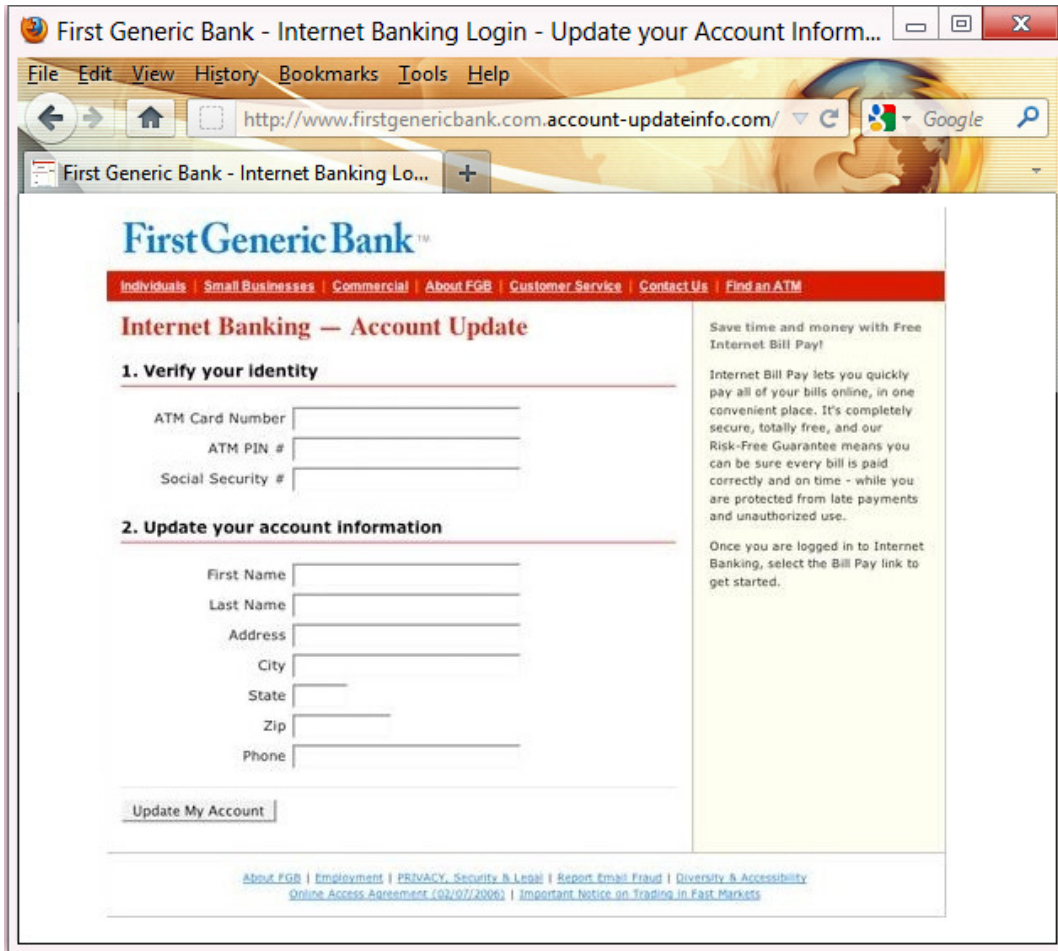 First Generic Bank - Internet Banking Login - Update your Account Inform...
File Edit View History Bookmarks Tools Help
http://www.firstgenericbank.com.account-updateinfo.com/ Google
First Generic Bank - Internet Banking Lo...
First Generic Bank™
Individuals | Small Businesses | Commercial | About FGB | Customer Service | Contact Us | Find an ATM
Internet Banking — Account Update
1. Verify your identity
ATM Card Number
ATM PIN #
Social Security #
2. Update your account information
First Name
Last Name
Address
City
State
Zip
Phone
Update My Account
Save time and money with Free
Internet Bill Pay!
Internet Bill Pay lets you quickly
pay all of your bills online, in one
convenient place. It's completely
secure, totally free, and our
Risk-Free Guarantee means you
can be sure every bill is paid
correctly and on time - while you
are protected from late payments
and unauthorized use.
Once you are logged in to Internet
Banking, select the Bill Pay link to
get started.
About FGB | Employment | PRIVACY, Security & Legal | Report Email Fraud | Diversity & Accessibility
Online Access Agreement (02/07/2006) | Important Notice on Trading in Fast Markets